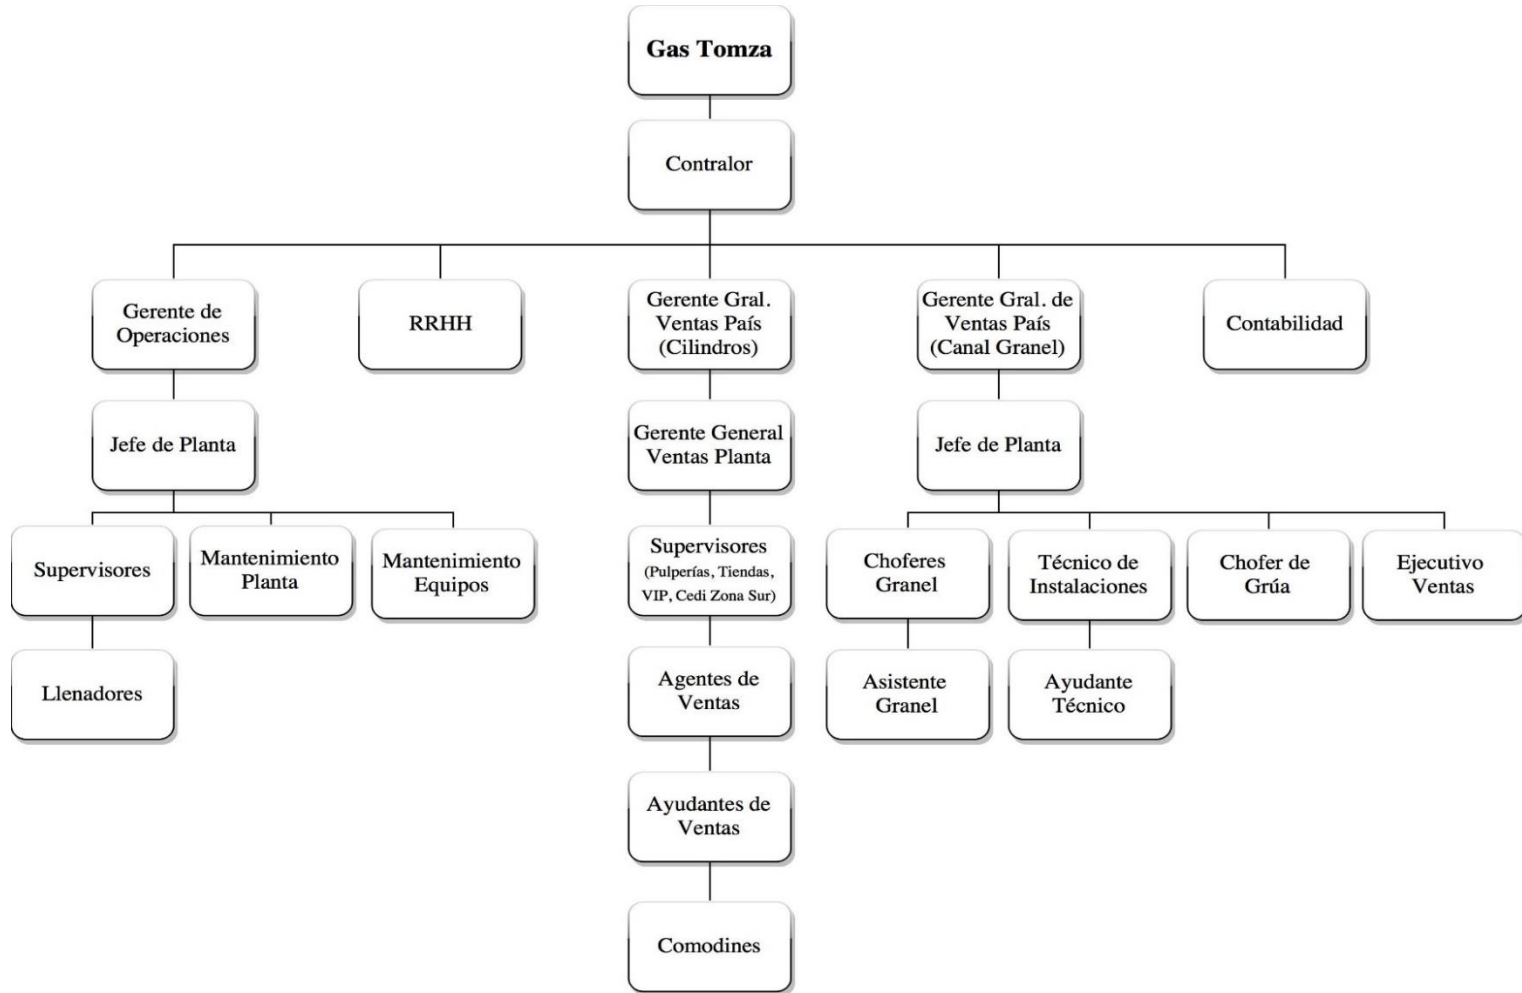 Gas Tomza
Contralor
Gerente de
Operaciones
RRHH
Gerente Gral.
Ventas País
(Cilindros)
Gerente Gral. de
Ventas País
(Canal Granel)
Contabilidad
Jefe de Planta
Gerente General
Ventas Planta
Jefe de Planta
Supervisores
Mantenimiento
Planta
Mantenimiento
Equipos
Supervisores
(Pulperías, Tiendas,
VIP, Cedi Zona Sur)
Choferes
Granel
Técnico de
Instalaciones
Chofer de
Grúa
Ejecutivo
Ventas
Llenadores
Agentes de
Ventas
Asistente
Granel
Ayudante
Técnico
Ayudantes de
Ventas
Comodines